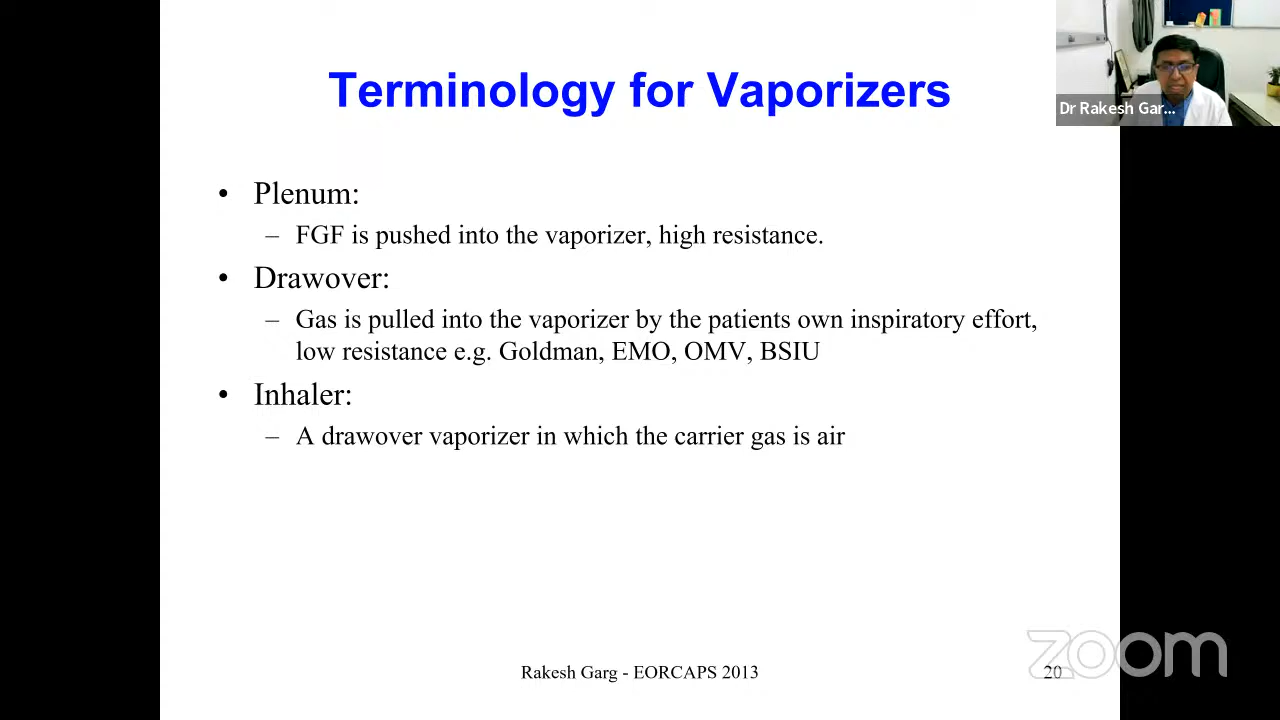 Terminology for Vaporizers
Dr Rakesh Gar...
• Plenum:
– FGF is pushed into the vaporizer, high resistance.
• Drawover:
– Gas is pulled into the vaporizer by the patients own inspiratory effort,
low resistance e.g. Goldman, EMO, OMV, BSIU
• Inhaler:
– A drawover vaporizer in which the carrier gas is air
Rakesh Garg - EORCAPS 2013
20
zoom